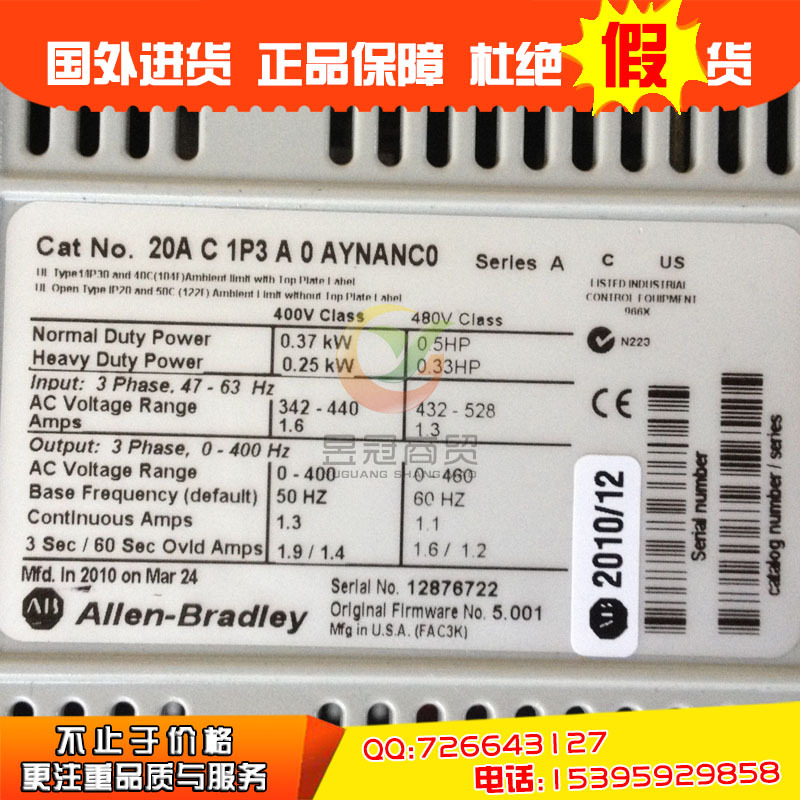 国外进货 正品保障 杜绝假货
Cat No. 20A C 1P3 A 0 AYNANC0 Series A C US
UL Type14P30 and 40C(104F)Ambient limit with Top Plate Label
UL Open Type IP20 and 50C (122F) Ambient Limit without Top Plate Label
LISTED INDUSTRIAL
CONTROL EQUIPMENT
966X
400V Class 480V Class
Normal Duty Power 0.37 kW 0.5HP
Heavy Duty Power 0.25 kW 0.33HP
N223
Input: 3 Phase, 47 - 63 Hz
AC Voltage Range 342 - 440 432 - 528
Amps 1.6 1.3
CE
Output: 3 Phase, 0 - 400 Hz
昱冠商贸
YUGUANG SHANGMAO
AC Voltage Range 0 - 400 0 - 460
Base Frequency (default) 50 HZ 60 HZ
Continuous Amps 1.3 1.1
3 Sec / 60 Sec Ovld Amps 1.9 / 1.4 1.6 / 1.2
Mfd. In 2010 on Mar 24
Serial No. 12876722
AB Allen-Bradley
Original Firmware No. 5.001
Mfg in U.S.A. (FAC3K)
AB 2010/12
Serial number
catalog number / series
不止于价格
更注重品质与服务
QQ:726643127
电话:15395929858